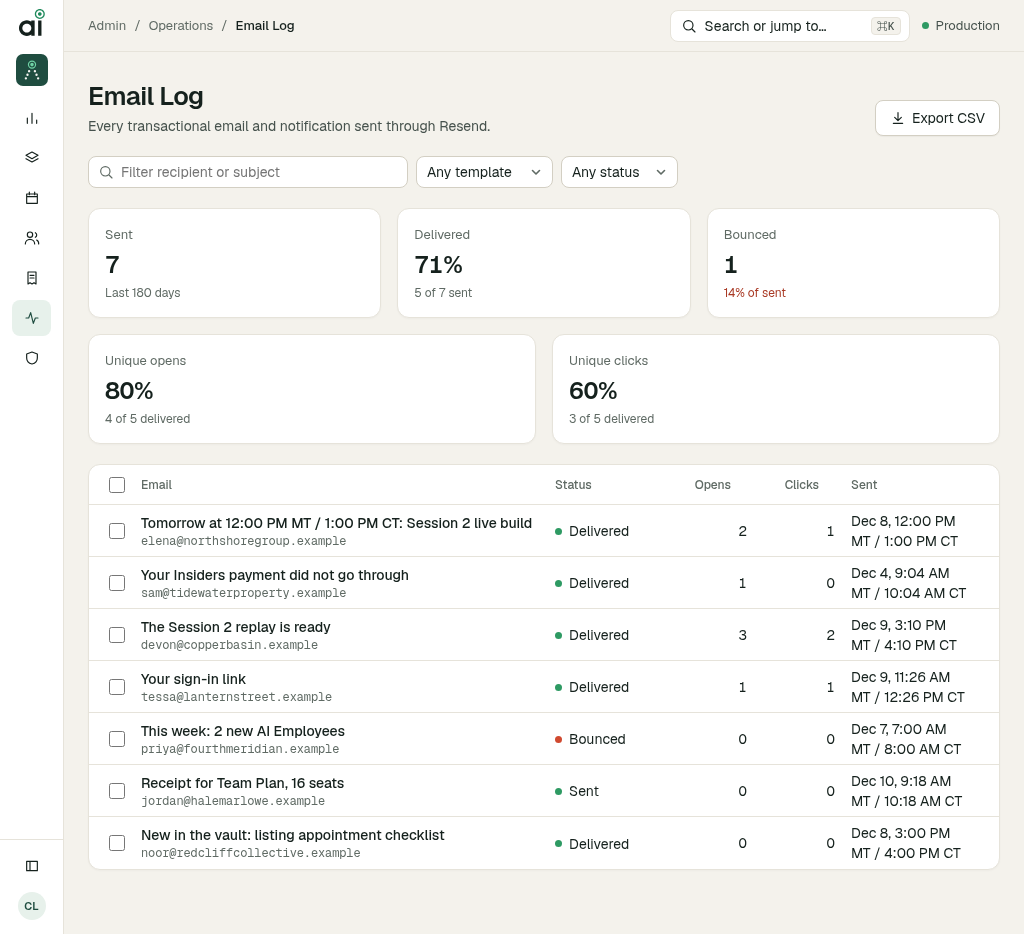 ai
Admin / Operations / Email Log
Search or jump to…
⌘K
Production
Email Log
Every transactional email and notification sent through Resend.
Export CSV
Filter recipient or subject
Any template
Any status
Sent
7
Last 180 days
Delivered
71%
5 of 7 sent
Bounced
1
14% of sent
Unique opens
80%
4 of 5 delivered
Unique clicks
60%
3 of 5 delivered
Email Status Opens Clicks Sent
Tomorrow at 12:00 PM MT / 1:00 PM CT: Session 2 live build
elena@northshoregroup.example
Delivered 2 1
Dec 8, 12:00 PM
MT / 1:00 PM CT
Your Insiders payment did not go through
sam@tidewaterproperty.example
Delivered 1 0
Dec 4, 9:04 AM
MT / 10:04 AM CT
The Session 2 replay is ready
devon@copperbasin.example
Delivered 3 2
Dec 9, 3:10 PM
MT / 4:10 PM CT
Your sign-in link
tessa@lanternstreet.example
Delivered 1 1
Dec 9, 11:26 AM
MT / 12:26 PM CT
This week: 2 new AI Employees
priya@fourthmeridian.example
Bounced 0 0
Dec 7, 7:00 AM
MT / 8:00 AM CT
Receipt for Team Plan, 16 seats
jordan@halemarlowe.example
Sent 0 0
Dec 10, 9:18 AM
MT / 10:18 AM CT
New in the vault: listing appointment checklist
noor@redcliffcollective.example
Delivered 0 0
Dec 8, 3:00 PM
MT / 4:00 PM CT
CL